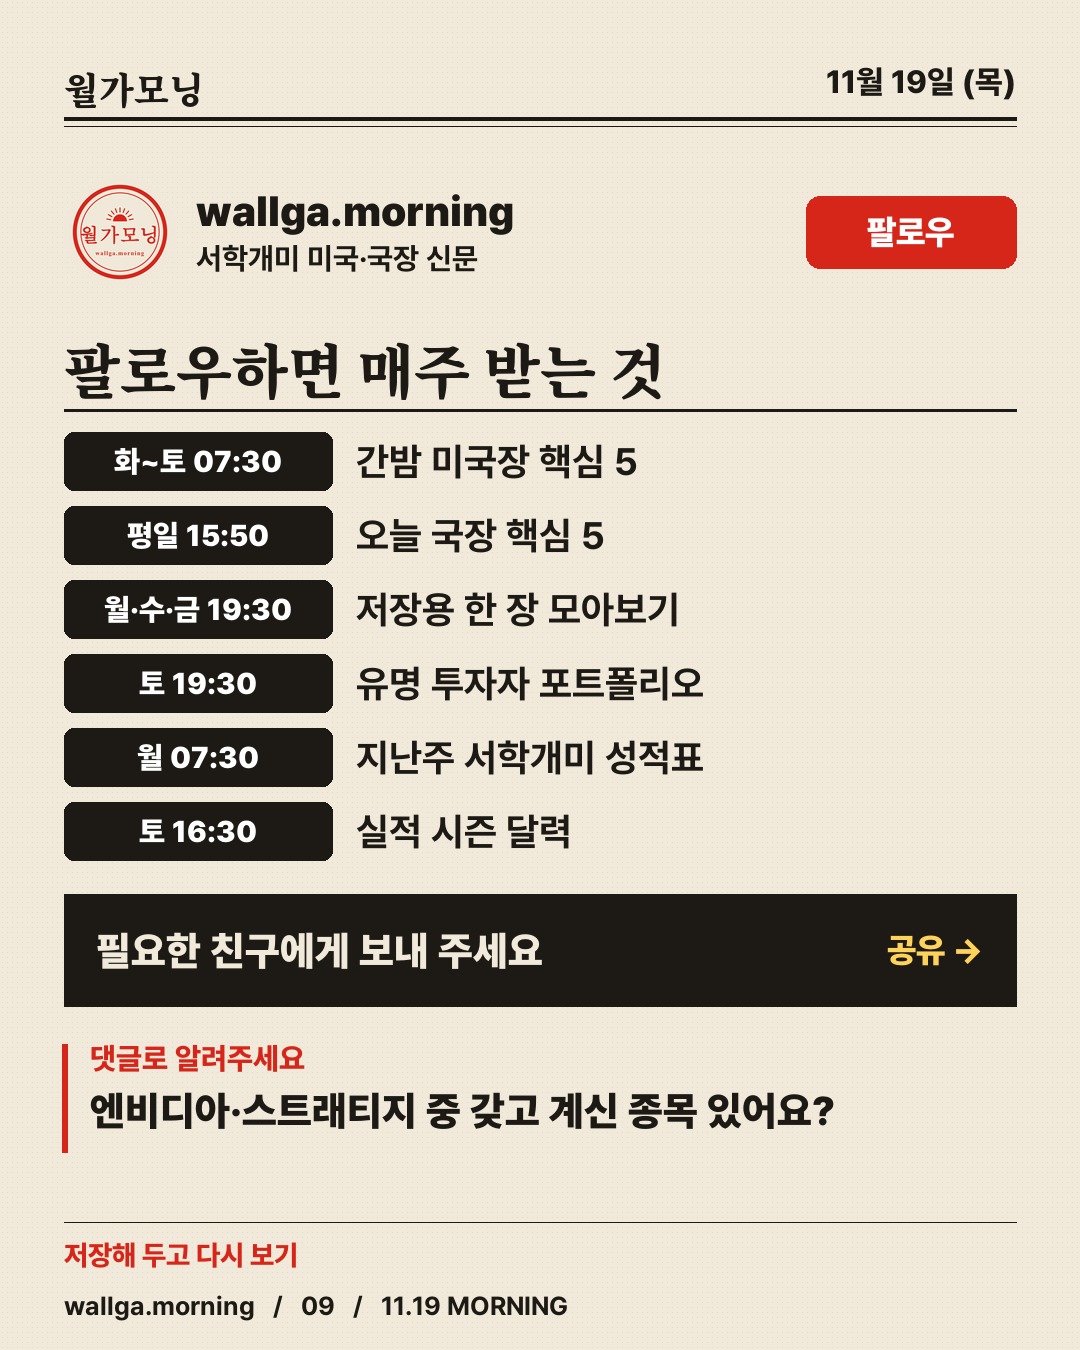 월가모닝
11월 19일 (목)
월가모닝
wallga.morning
wallga.morning
서학개미 미국·국장 신문
팔로우
팔로우하면 매주 받는 것
화~토 07:30 간밤 미국장 핵심 5
평일 15:50 오늘 국장 핵심 5
월·수·금 19:30 저장용 한 장 모아보기
토 19:30 유명 투자자 포트폴리오
월 07:30 지난주 서학개미 성적표
토 16:30 실적 시즌 달력
필요한 친구에게 보내 주세요 공유 →
댓글로 알려주세요
엔비디아·스트래티지 중 갖고 계신 종목 있어요?
저장해 두고 다시 보기
wallga.morning / 09 / 11.19 MORNING